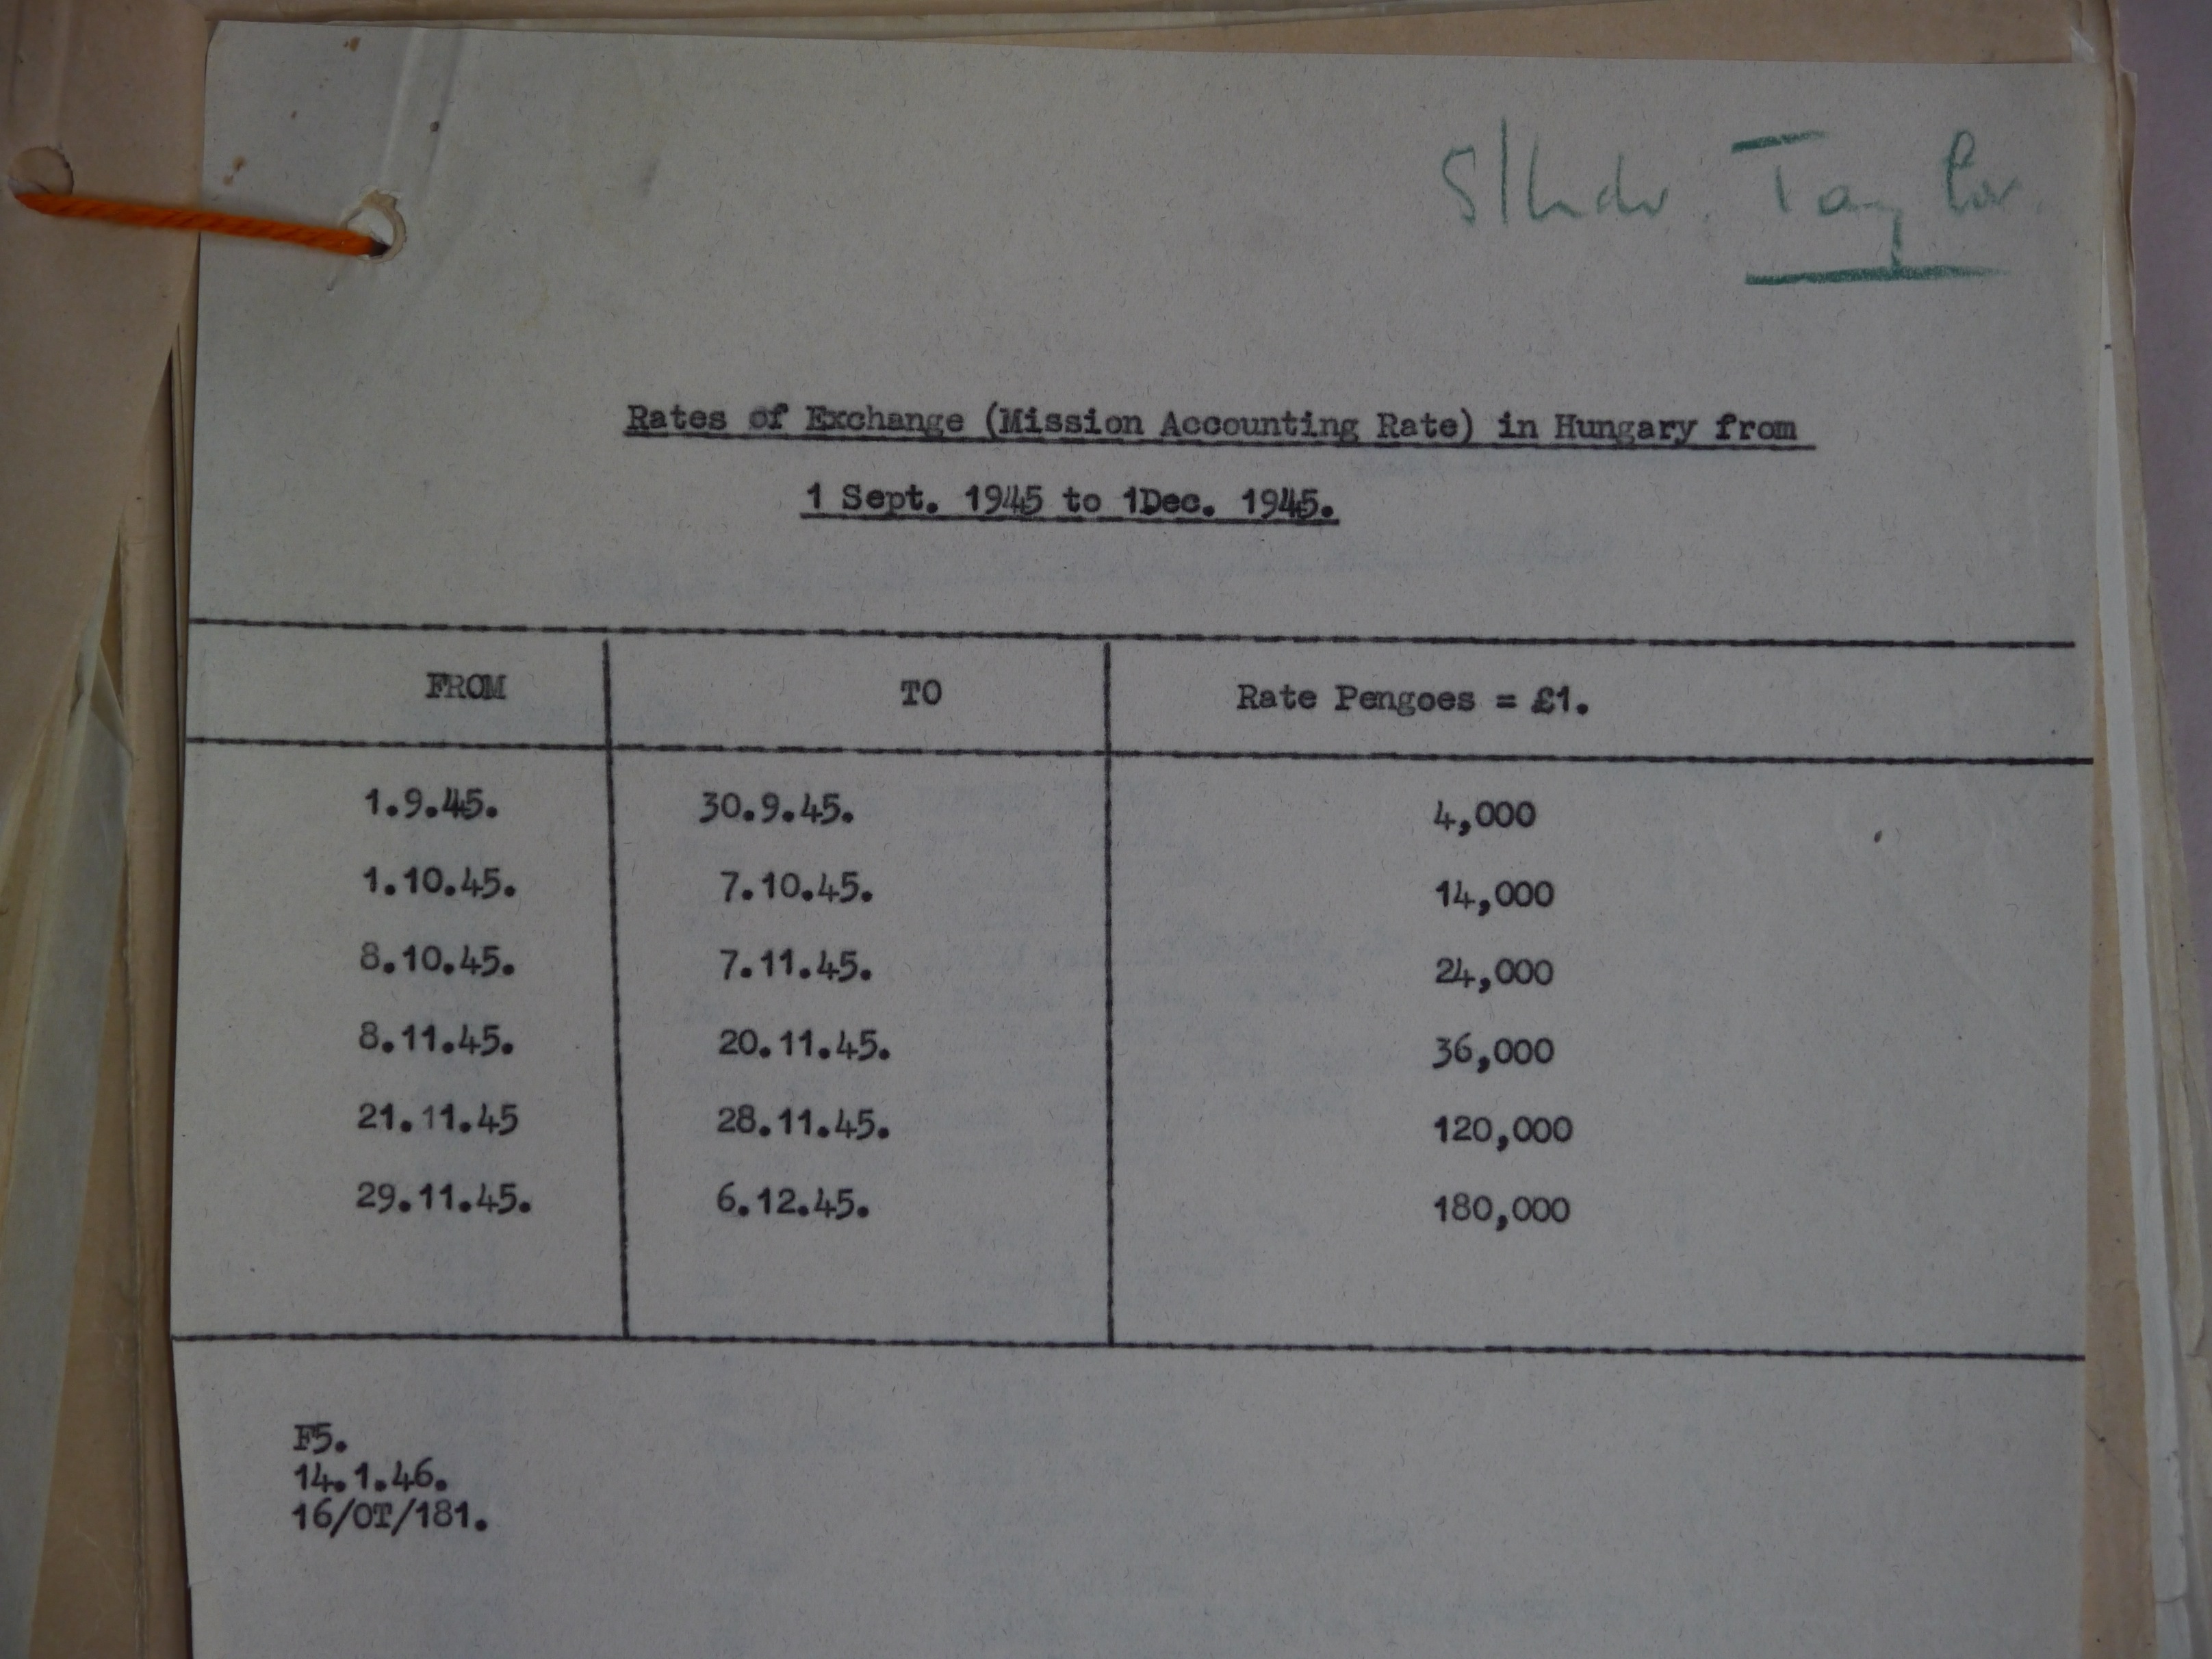 S/Ldr. Taylor.
Rates of Exchange (Mission Accounting Rate) in Hungary from
1 Sept. 1945 to 1Dec. 1945.
FROM TO Rate Pengoes = £1.
1.9.45. 30.9.45. 4,000
1.10.45. 7.10.45. 14,000
8.10.45. 7.11.45. 24,000
8.11.45. 20.11.45. 36,000
21.11.45 28.11.45. 120,000
29.11.45. 6.12.45. 180,000
F5.
14.1.46.
16/OT/181.